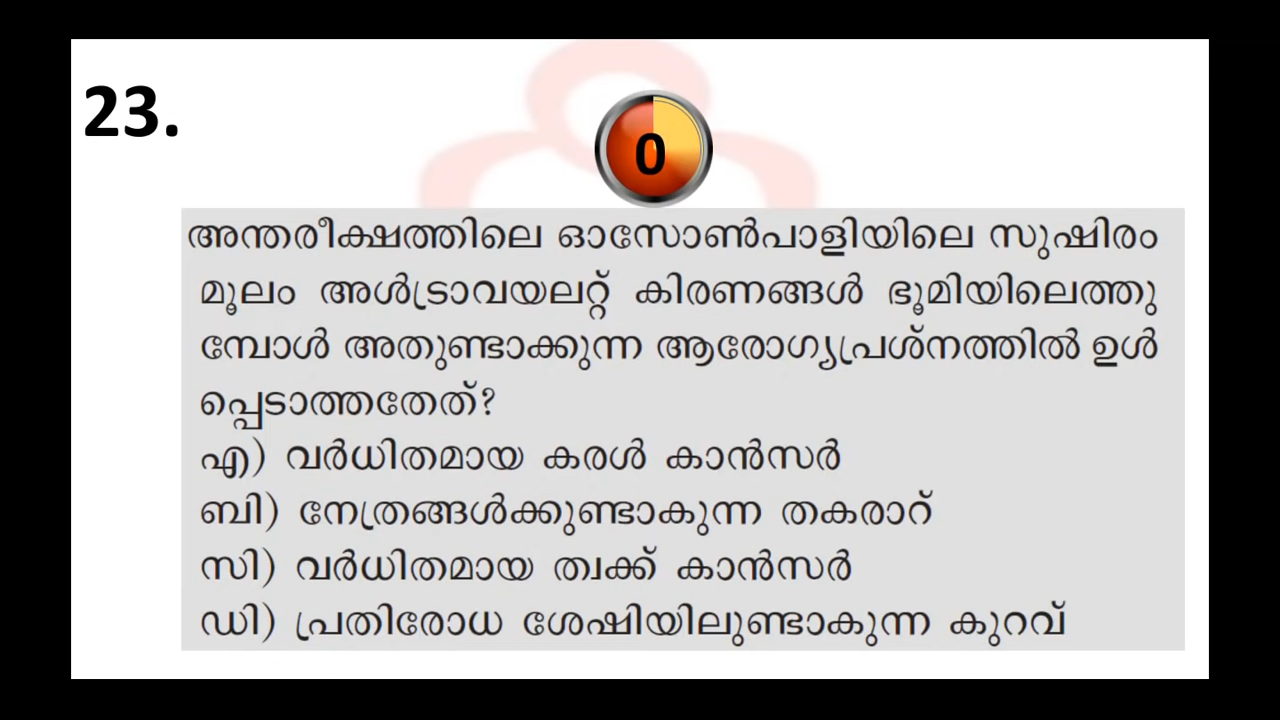 23.
0
അന്തരീക്ഷത്തിലെ ഓസോൺപാളിയിലെ സുഷിരം
മൂലം അൾട്രാവയലറ്റ് കിരണങ്ങൾ ഭൂമിയിലെത്തു
മ്പോൾ അതുണ്ടാക്കുന്ന ആരോഗ്യപ്രശ്നത്തിൽ ഉൾ
പ്പെടാത്തതേത്?
എ) വർധിതമായ കരൾ കാൻസർ
ബി) നേത്രങ്ങൾക്കുണ്ടാകുന്ന തകരാറ്
സി) വർധിതമായ ത്വക്ക് കാൻസർ
ഡി) പ്രതിരോധ ശേഷിയിലുണ്ടാകുന്ന കുറവ്